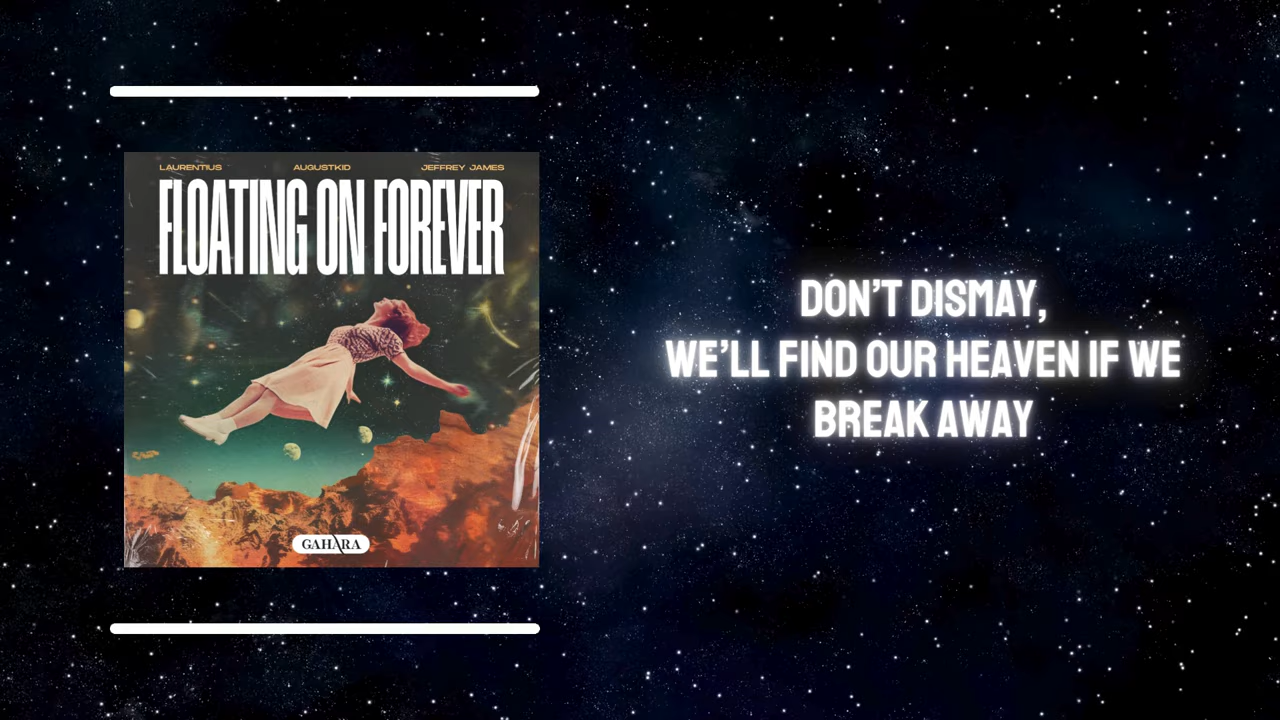 LAURENTIUS AUGUSTKID JEFFREY JAMES
FLOATING ON FOREVER
GAHARA
DON'T DISMAY,
WE'LL FIND OUR HEAVEN IF WE
BREAK AWAY